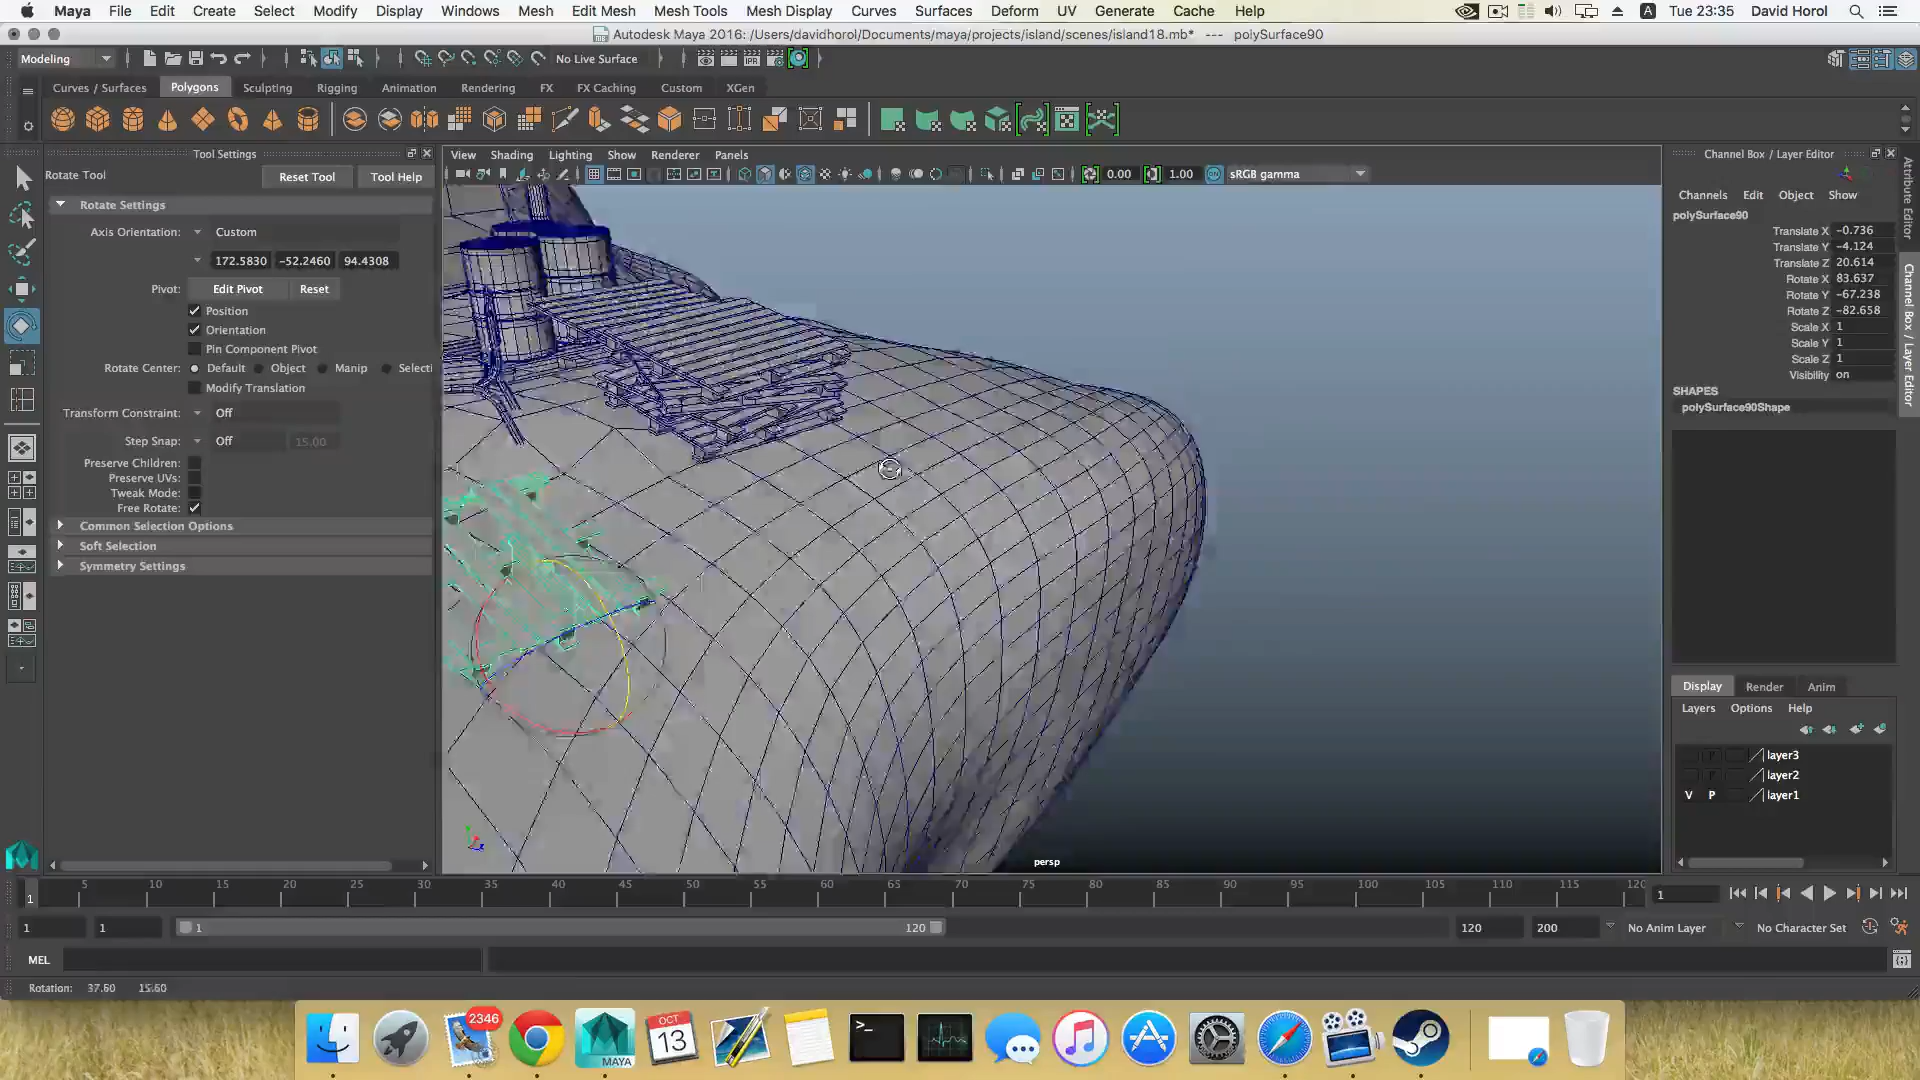 Maya File Edit Create Select Modify Display Windows Mesh Edit Mesh Mesh Tools Mesh Display Curves Surfaces Deform UV Generate Cache Help A Tue 23:35 David Horol
Autodesk Maya 2016: /Users/davidhorol/Documents/maya/projects/island/scenes/island18.mb* --- polySurface90
Modeling No Live Surface
Curves / Surfaces Polygons Sculpting Rigging Animation Rendering FX FX Caching Custom XGen
Tool Settings
Rotate Tool Reset Tool Tool Help
Rotate Settings
Axis Orientation: Custom
172.5830 -52.2460 94.4308
Pivot: Edit Pivot Reset
Position
Orientation
Pin Component Pivot
Rotate Center: Default Object Manip Selecti
Modify Translation
Transform Constraint: Off
Step Snap: Off 15.00
Preserve Children:
Preserve UVs:
Tweak Mode:
Free Rotate:
Common Selection Options
Soft Selection
Symmetry Settings
View Shading Lighting Show Renderer Panels
0.00 1.00 sRGB gamma
persp
Channel Box / Layer Editor
Channels Edit Object Show
polySurface90
Translate X -0.736
Translate Y -4.124
Translate Z 20.614
Rotate X 83.637
Rotate Y -67.238
Rotate Z -82.658
Scale X 1
Scale Y 1
Scale Z 1
Visibility on
SHAPES
polySurface90Shape
Attribute Editor
Channel Box / Layer Editor
Display Render Anim
Layers Options Help
P layer3
P layer2
V P layer1
1 5 10 15 20 25 30 35 40 45 50 55 60 65 70 75 80 85 90 95 100 105 110 115 120 1
1 1 1 120 120 200 No Anim Layer No Character Set
MEL
Rotation: 37.60 15.60
2346 MAYA OCT 13